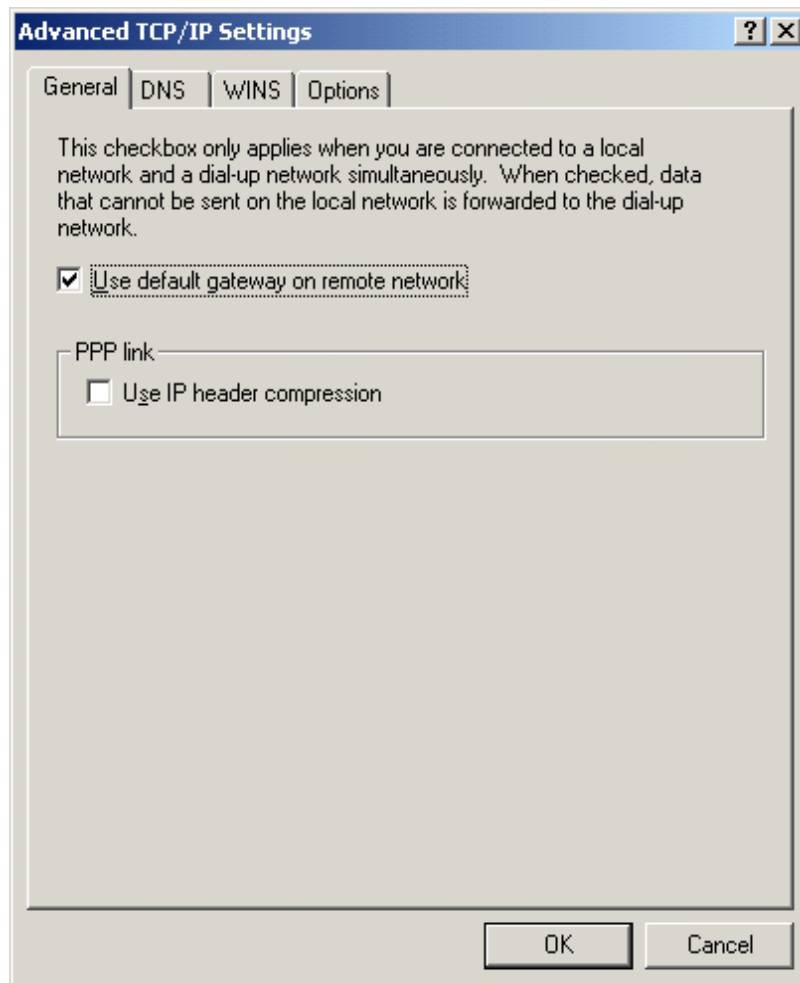 Advanced TCP/IP Settings
General DNS WINS Options
This checkbox only applies when you are connected to a local
network and a dial-up network simultaneously. When checked, data
that cannot be sent on the local network is forwarded to the dial-up
network.
Use default gateway on remote network
PPP link
Use IP header compression
OK Cancel